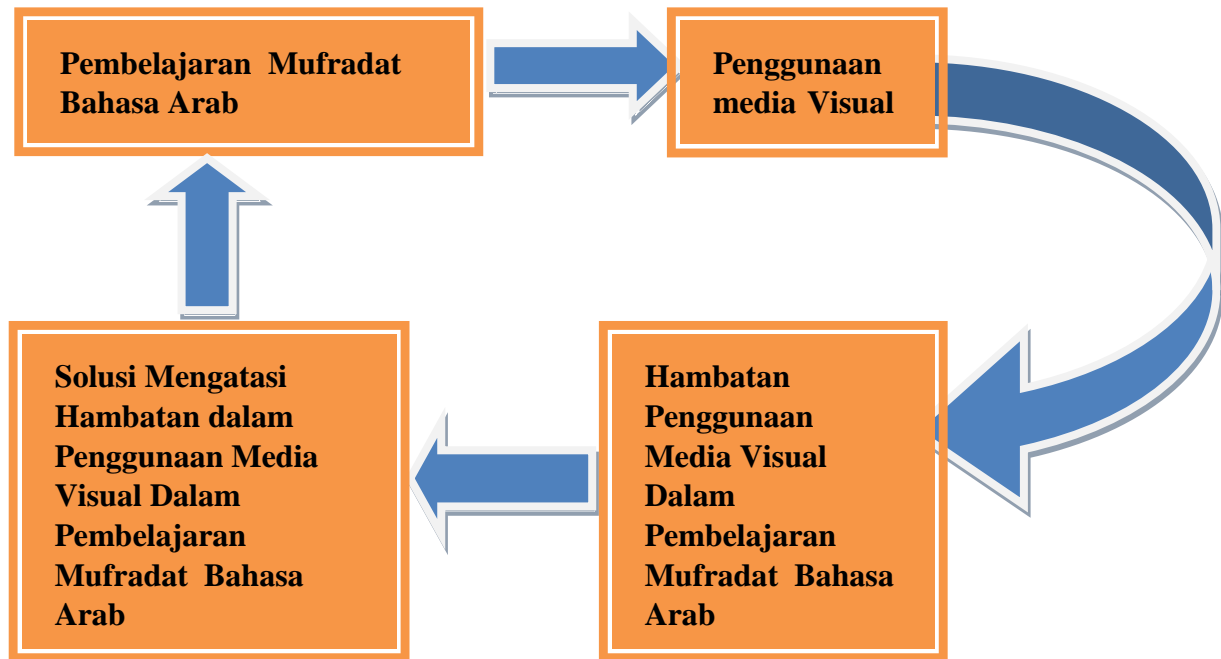 Pembelajaran Mufradat
Bahasa Arab
Penggunaan
media Visual
Hambatan
Penggunaan
Media Visual
Dalam
Pembelajaran
Mufradat Bahasa
Arab
Solusi Mengatasi
Hambatan dalam
Penggunaan Media
Visual Dalam
Pembelajaran
Mufradat Bahasa
Arab